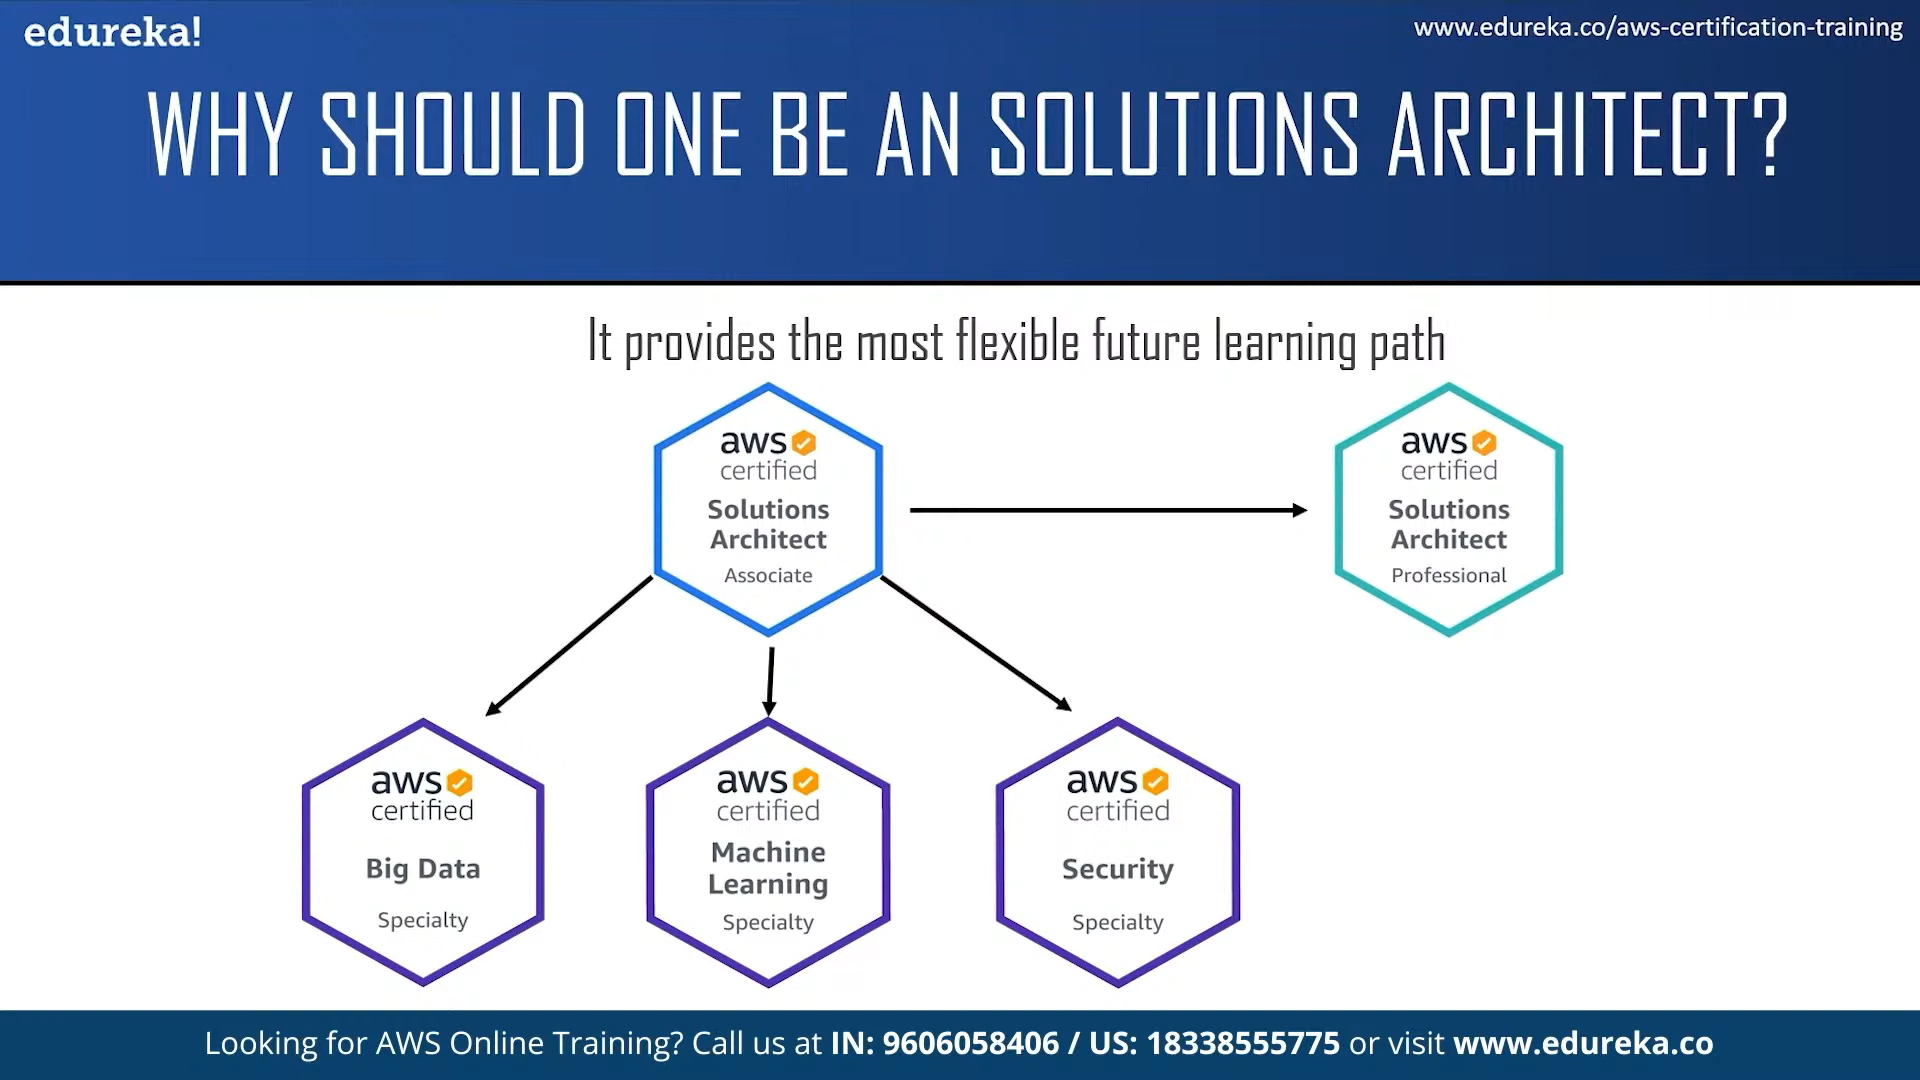 edureka!
www.edureka.co/aws-certification-training
WHY SHOULD ONE BE AN SOLUTIONS ARCHITECT?
It provides the most flexible future learning path
aws
certified
Solutions
Architect
Associate
aws
certified
Solutions
Architect
Professional
aws
certified
Big Data
Specialty
aws
certified
Machine
Learning
Specialty
aws
certified
Security
Specialty
Looking for AWS Online Training? Call us at IN: 9606058406 / US: 18338555775 or visit www.edureka.co